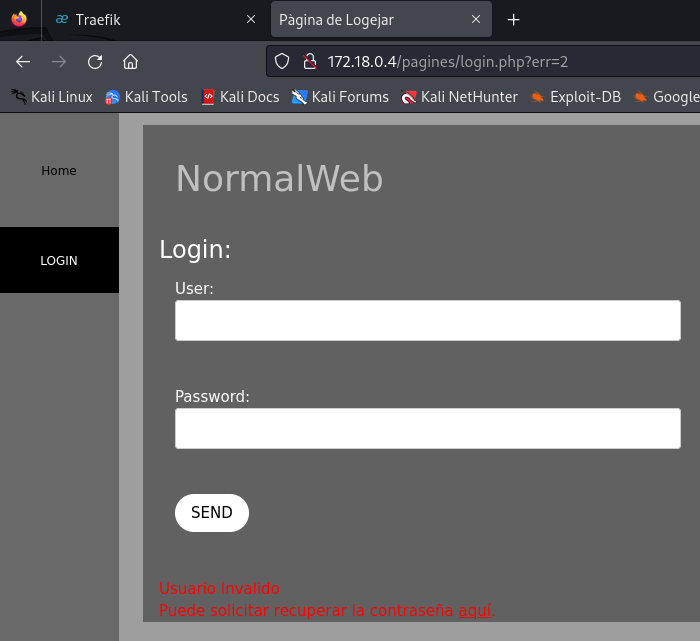 Traefik
Pàgina de Logejar
172.18.0.4/pagines/login.php?err=2
Kali Linux
Kali Tools
Kali Docs
Kali Forums
Kali NetHunter
Exploit-DB
Google
Home
LOGIN
NormalWeb
Login:
User:
Password:
SEND
Usuario Invalido
Puede solicitar recuperar la contraseña aquí.